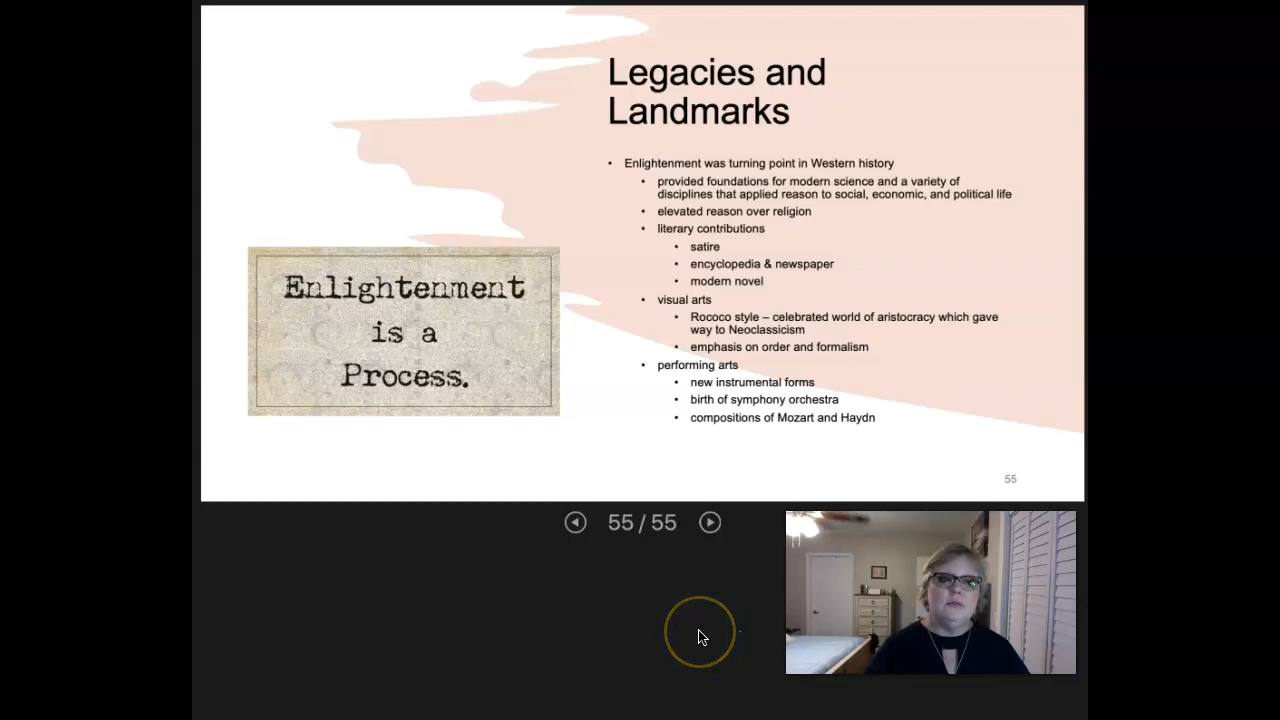 Legacies and
Landmarks
• Enlightenment was turning point in Western history
• provided foundations for modern science and a variety of
disciplines that applied reason to social, economic, and political life
• elevated reason over religion
• literary contributions
• satire
• encyclopedia & newspaper
• modern novel
• visual arts
• Rococo style – celebrated world of aristocracy which gave
way to Neoclassicism
• emphasis on order and formalism
• performing arts
• new instrumental forms
• birth of symphony orchestra
• compositions of Mozart and Haydn
Enlightenment
is a
Process.
55
55 / 55